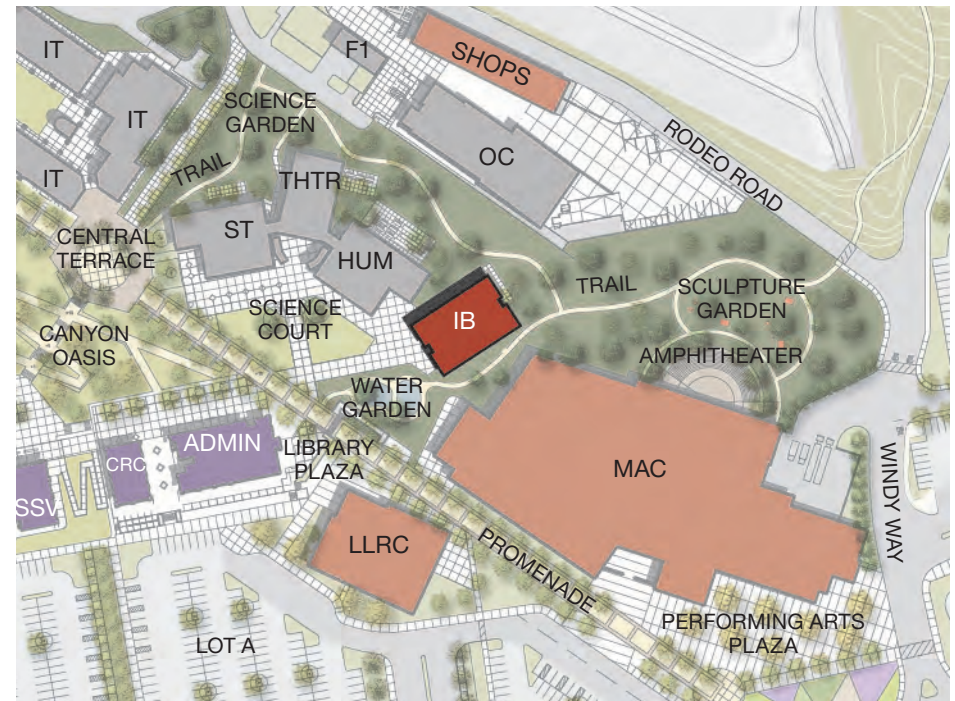 IT
F1
SHOPS
IT
SCIENCE
GARDEN
RODEO ROAD
OC
IT
TRAIL
THTR
ST
CENTRAL
TERRACE
HUM
TRAIL
SCULPTURE
GARDEN
SCIENCE
COURT
IB
CANYON
OASIS
AMPHITHEATER
WATER
GARDEN
ADMIN
LIBRARY
PLAZA
CRC
MAC
WINDY WAY
SSV
LLRC
PROMENADE
PERFORMING ARTS
PLAZA
LOT A